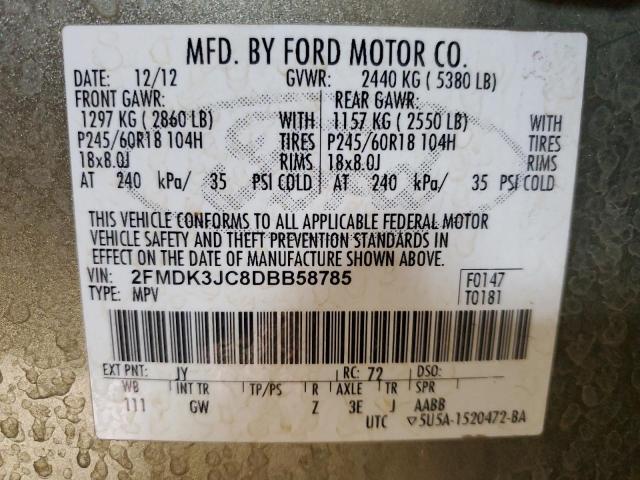 MFD. BY FORD MOTOR CO.
DATE: 12/12 GVWR: 2440 KG ( 5380 LB)
FRONT GAWR: REAR GAWR:
1297 KG ( 2860 LB) WITH 1157 KG ( 2550 LB) WITH
P245/60R18 104H TIRES P245/60R18 104H TIRES
18x8.0J RIMS 18x8.0J RIMS
AT 240 kPa/ 35 PSI COLD AT 240 kPa/ 35 PSI COLD
THIS VEHICLE CONFORMS TO ALL APPLICABLE FEDERAL MOTOR
VEHICLE SAFETY AND THEFT PREVENTION STANDARDS IN
EFFECT ON THE DATE OF MANUFACTURE SHOWN ABOVE.
VIN: 2FMDK3JC8DBB58785 F0147
TYPE: MPV T0181
EXT PNT: JY RC: 72 DSO:
WB INT TR TP/PS R AXLE TR SPR
111 GW Z 3E J AABB
UTC ▽5U5A-1520472-BA